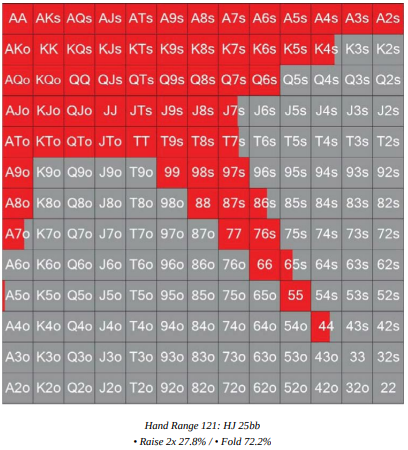 AA AKs AQs AJs ATs A9s A8s A7s A6s A5s A4s A3s A2s
AKo KK KQs KJs KTs K9s K8s K7s K6s K5s K4s K3s K2s
AQo KQo QQ QJs QTs Q9s Q8s Q7s Q6s Q5s Q4s Q3s Q2s
AJo KJo QJo JJ JTs J9s J8s J7s J6s J5s J4s J3s J2s
ATo KTo QTo JTo TT T9s T8s T7s T6s T5s T4s T3s T2s
A9o K9o Q9o J9o T9o 99 98s 97s 96s 95s 94s 93s 92s
A8o K8o Q8o J8o T8o 98o 88 87s 86s 85s 84s 83s 82s
A7o K7o Q7o J7o T7o 97o 87o 77 76s 75s 74s 73s 72s
A6o K6o Q6o J6o T6o 96o 86o 76o 66 65s 64s 63s 62s
A5o K5o Q5o J5o T5o 95o 85o 75o 65o 55 54s 53s 52s
A4o K4o Q4o J4o T4o 94o 84o 74o 64o 54o 44 43s 42s
A3o K3o Q3o J3o T3o 93o 83o 73o 63o 53o 43o 33 32s
A2o K2o Q2o J2o T2o 92o 82o 72o 62o 52o 42o 32o 22
Hand Range 121: HJ 25bb
• Raise 2x 27.8% / • Fold 72.2%